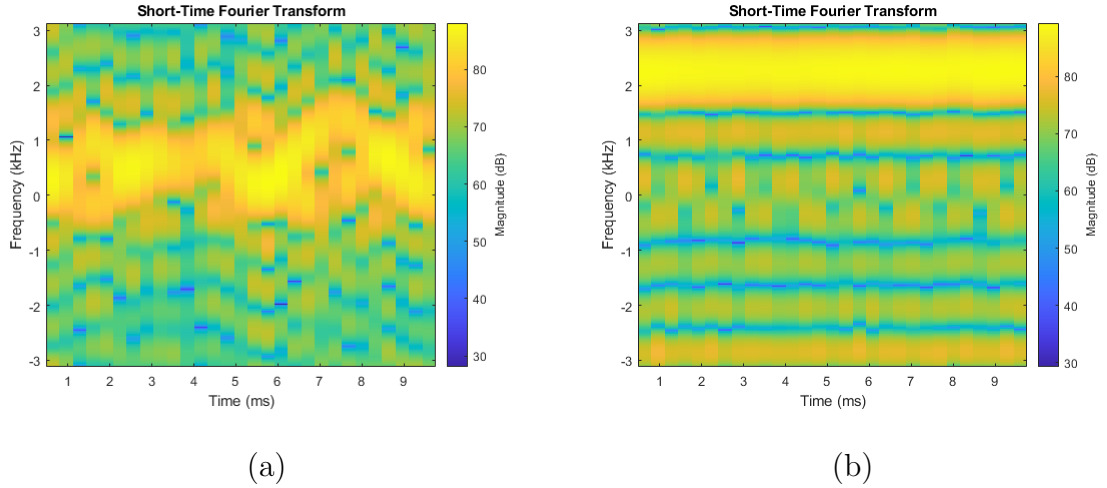 Short-Time Fourier Transform
3
2
1
0
-1
-2
-3
Frequency (kHz)
1 2 3 4 5 6 7 8 9
Time (ms)
80
70
60
50
40
30
Magnitude (dB)
(a)
Short-Time Fourier Transform
3
2
1
0
-1
-2
-3
Frequency (kHz)
1 2 3 4 5 6 7 8 9
Time (ms)
80
70
60
50
40
30
Magnitude (dB)
(b)